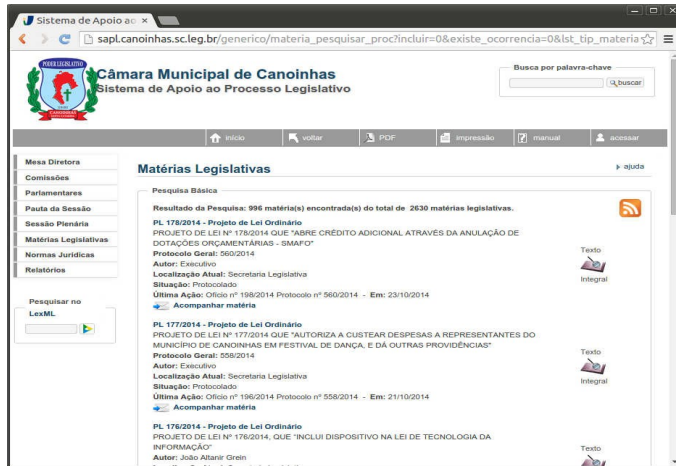 Sistema de Apoio ao
sapl.canoinhas.sc.leg.br/generico/materia_pesquisar_proc?incluir=0&existe_ocorrencia=0&lst_tip_materia
PODER LEGISLATIVO
CANOINHAS
Câmara Municipal de Canoinhas
Sistema de Apoio ao Processo Legislativo
Busca por palavra-chave
buscar
início voltar PDF impressão manual acessar
Mesa Diretora
Comissões
Parlamentares
Pauta da Sessão
Sessão Plenária
Matérias Legislativas
Normas Jurídicas
Relatórios
Pesquisar no
LexML
Matérias Legislativas
ajuda
Pesquisa Básica
Resultado da Pesquisa: 996 matéria(s) encontrada(s) do total de 2630 matérias legislativas.
PL 178/2014 - Projeto de Lei Ordinário
PROJETO DE LEI Nº 178/2014 QUE "ABRE CRÉDITO ADICIONAL ATRAVÉS DA ANULAÇÃO DE
DOTAÇÕES ORÇAMENTÁRIAS - SMAFO"
Protocolo Geral: 560/2014
Autor: Executivo
Localização Atual: Secretaria Legislativa
Situação: Protocolado
Última Ação: Ofício nº 198/2014 Protocolo nº 560/2014 - Em: 23/10/2014
Acompanhar matéria
Texto
Integral
PL 177/2014 - Projeto de Lei Ordinário
PROJETO DE LEI Nº 177/2014 QUE "AUTORIZA A CUSTEAR DESPESAS A REPRESENTANTES DO
MUNICÍPIO DE CANOINHAS EM FESTIVAL DE DANÇA, E DÁ OUTRAS PROVIDÊNCIAS"
Protocolo Geral: 558/2014
Autor: Executivo
Localização Atual: Secretaria Legislativa
Situação: Protocolado
Última Ação: Ofício nº 196/2014 Protocolo nº 558/2014 - Em: 21/10/2014
Acompanhar matéria
Texto
Integral
PL 176/2014 - Projeto de Lei Ordinário
PROJETO DE LEI Nº 176/2014, QUE "INCLUI DISPOSITIVO NA LEI DE TECNOLOGIA DA
INFORMAÇÃO"
Autor: João Altanir Grein
Texto